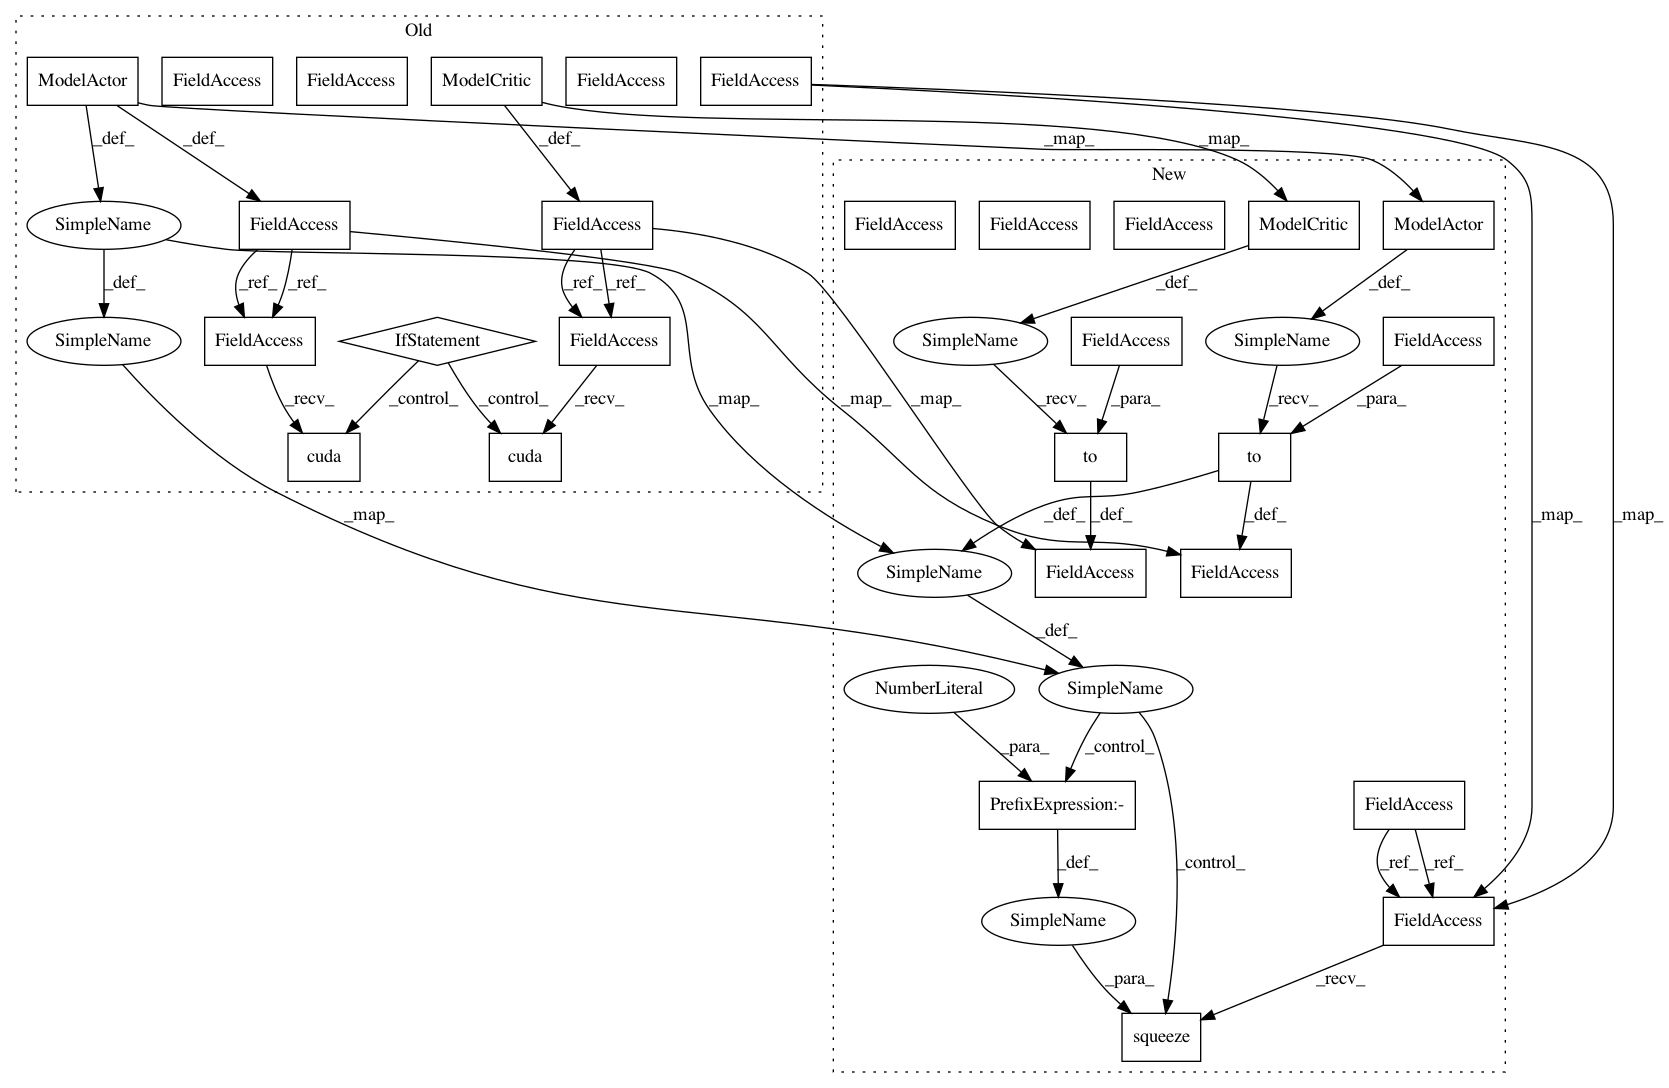 Old
ModelActor
FieldAccess
FieldAccess
ModelCritic
FieldAccess
FieldAccess
_def_
_def_
_def_
_map_
_map_
New
SimpleName
FieldAccess
FieldAccess
FieldAccess
FieldAccess
FieldAccess
ModelCritic
ModelActor
_def_
_ref_
_ref_
_ref_
_ref_
_def_
_def_
SimpleName
FieldAccess
IfStatement
FieldAccess
SimpleName
FieldAccess
SimpleName
FieldAccess
_recv_
_control_
_control_
_recv_
_map_
_map_
_map_
_recv_
_para_
_recv_
_para_
cuda
cuda
to
to
_map_
_def_
_def_
_def_
_map_
_map_
SimpleName
FieldAccess
FieldAccess
_def_
NumberLiteral
SimpleName
_para_
_control_
PrefixExpression:-
FieldAccess
_def_
_control_
_ref_
_ref_
SimpleName
FieldAccess
_para_
_recv_
squeeze